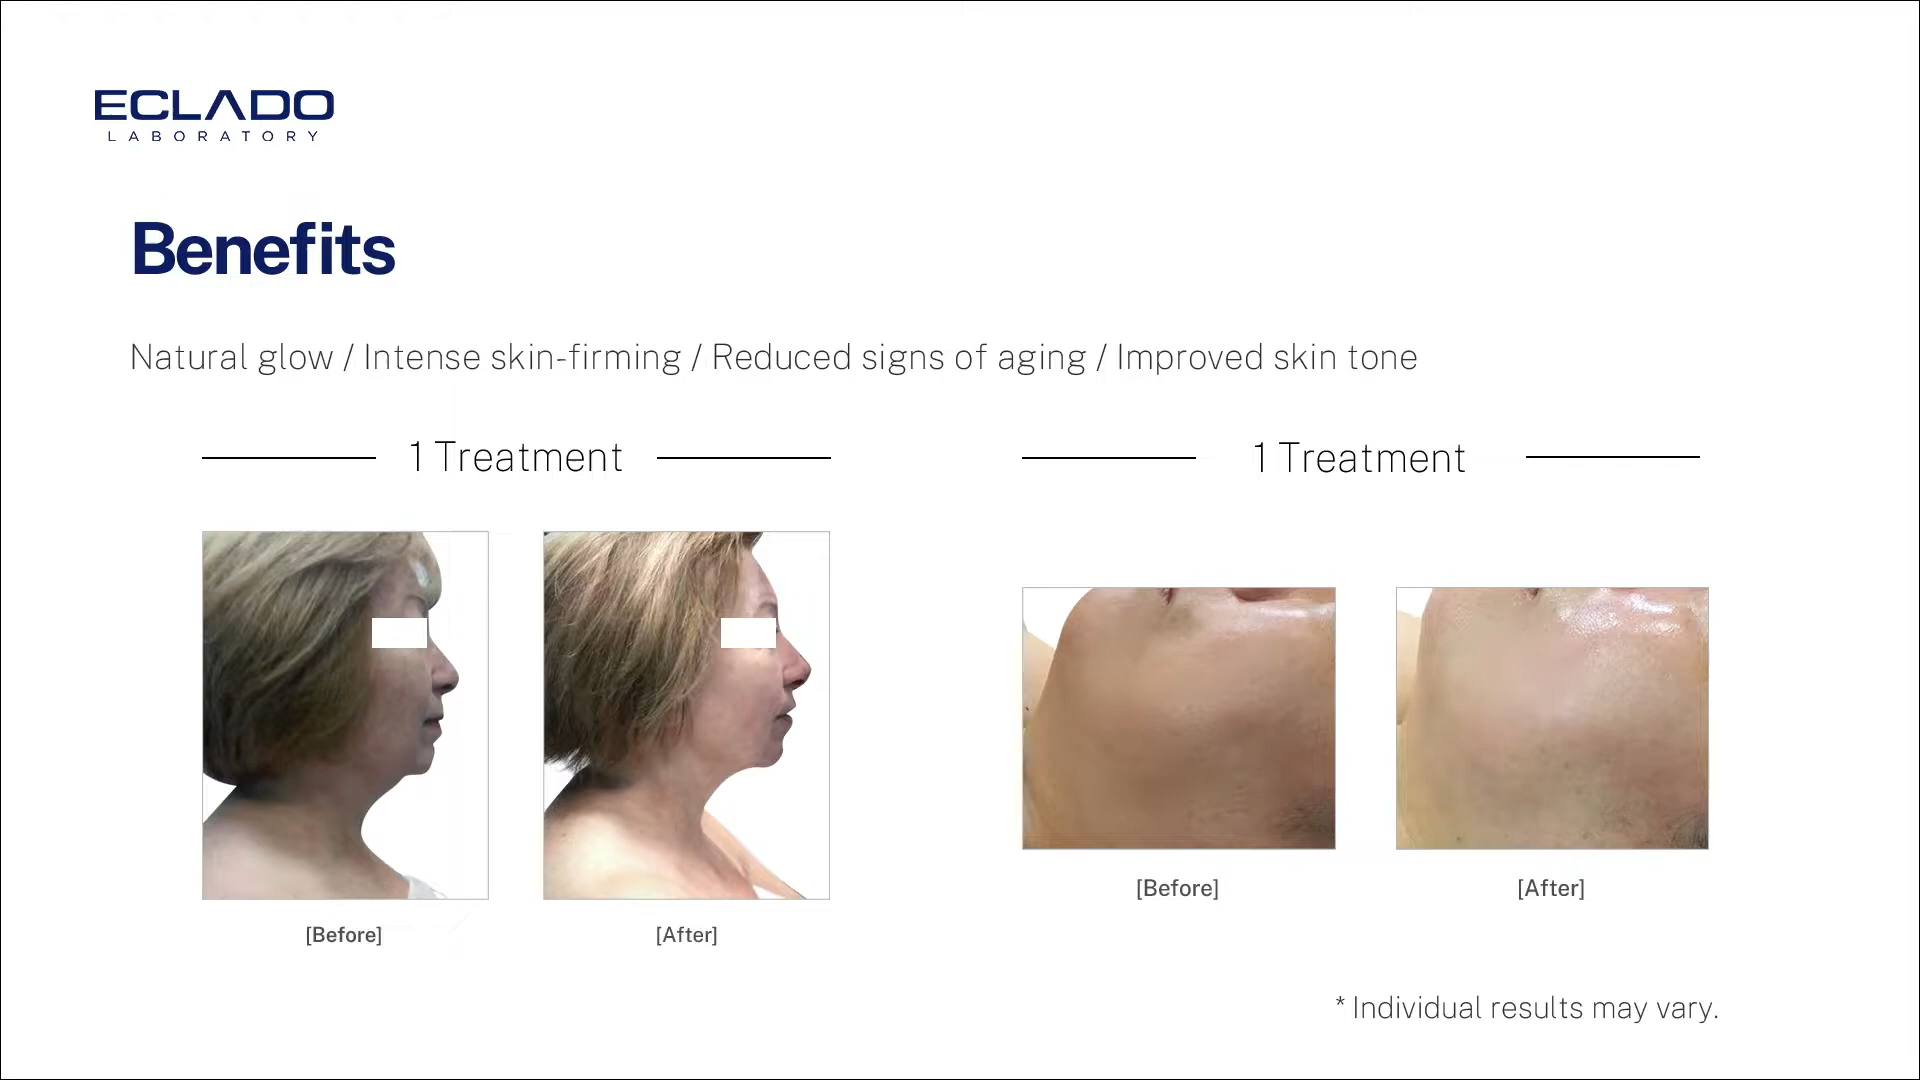 ECLADO
LABORATORY
Benefits
Natural glow / Intense skin-firming / Reduced signs of aging / Improved skin tone
1 Treatment
1 Treatment
[Before]
[After]
[Before]
[After]
* Individual results may vary.